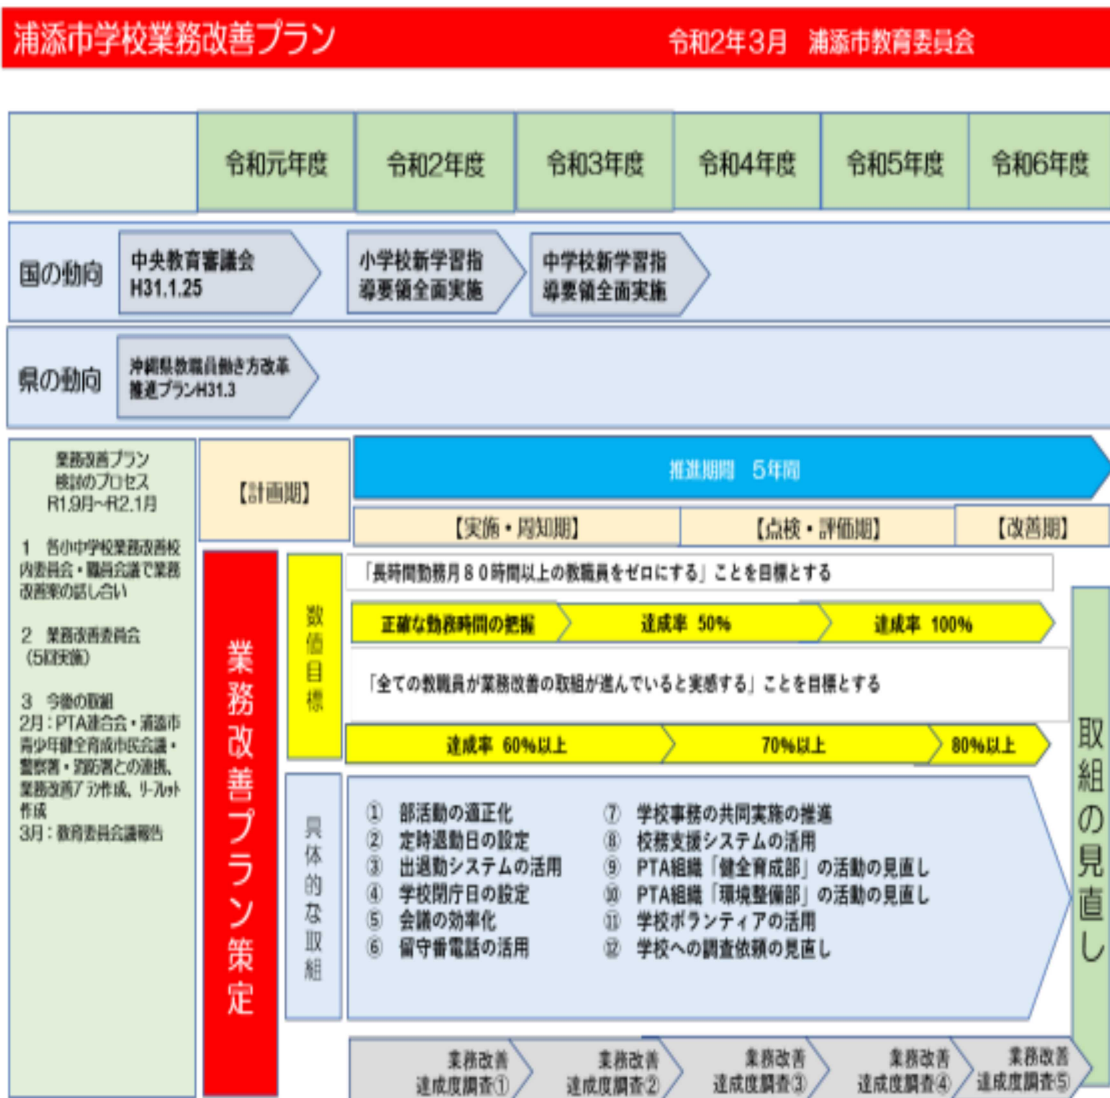 浦添市学校業務改善プラン
令和2年3月　浦添市教育委員会
令和元年度
令和2年度
令和3年度
令和4年度
令和5年度
令和6年度
国の動向
中央教育審議会
H31.1.25
小学校新学習指
導要領全面実施
中学校新学習指
導要領全面実施
県の動向
沖縄県教職員働き方改革
推進プランH31.3
業務改善プラン
検討のプロセス
R1.9月～R2.1月
1　各小中学校業務改善校
内委員会・職員会議で業務
改善案の話し合い
2　業務改善委員会
（5回実施）
3　今後の取組
2月：PTA連合会・浦添市
青少年健全育成市民会議・
警察署・消防署との連携、
業務改善プラン作成、リーフレット
作成
3月：教育委員会議報告
【計画期】
推進期間　5年間
【実施・周知期】
【点検・評価期】
【改善期】
業務改善プラン策定
数値目標
「長時間勤務月８０時間以上の教職員をゼロにする」ことを目標とする
正確な勤務時間の把握
達成率 50%
達成率 100%
「全ての教職員が業務改善の取組が進んでいると実感する」ことを目標とする
達成率 60%以上
70%以上
80%以上
具体的な取組
①　部活動の適正化
②　定時退勤日の設定
③　出退勤システムの活用
④　学校閉庁日の設定
⑤　会議の効率化
⑥　留守番電話の活用
⑦　学校事務の共同実施の推進
⑧　校務支援システムの活用
⑨　PTA組織「健全育成部」の活動の見直し
⑩　PTA組織「環境整備部」の活動の見直し
⑪　学校ボランティアの活用
⑫　学校への調査依頼の見直し
取組の見直し
業務改善
達成度調査①
業務改善
達成度調査②
業務改善
達成度調査③
業務改善
達成度調査④
業務改善
達成度調査⑤